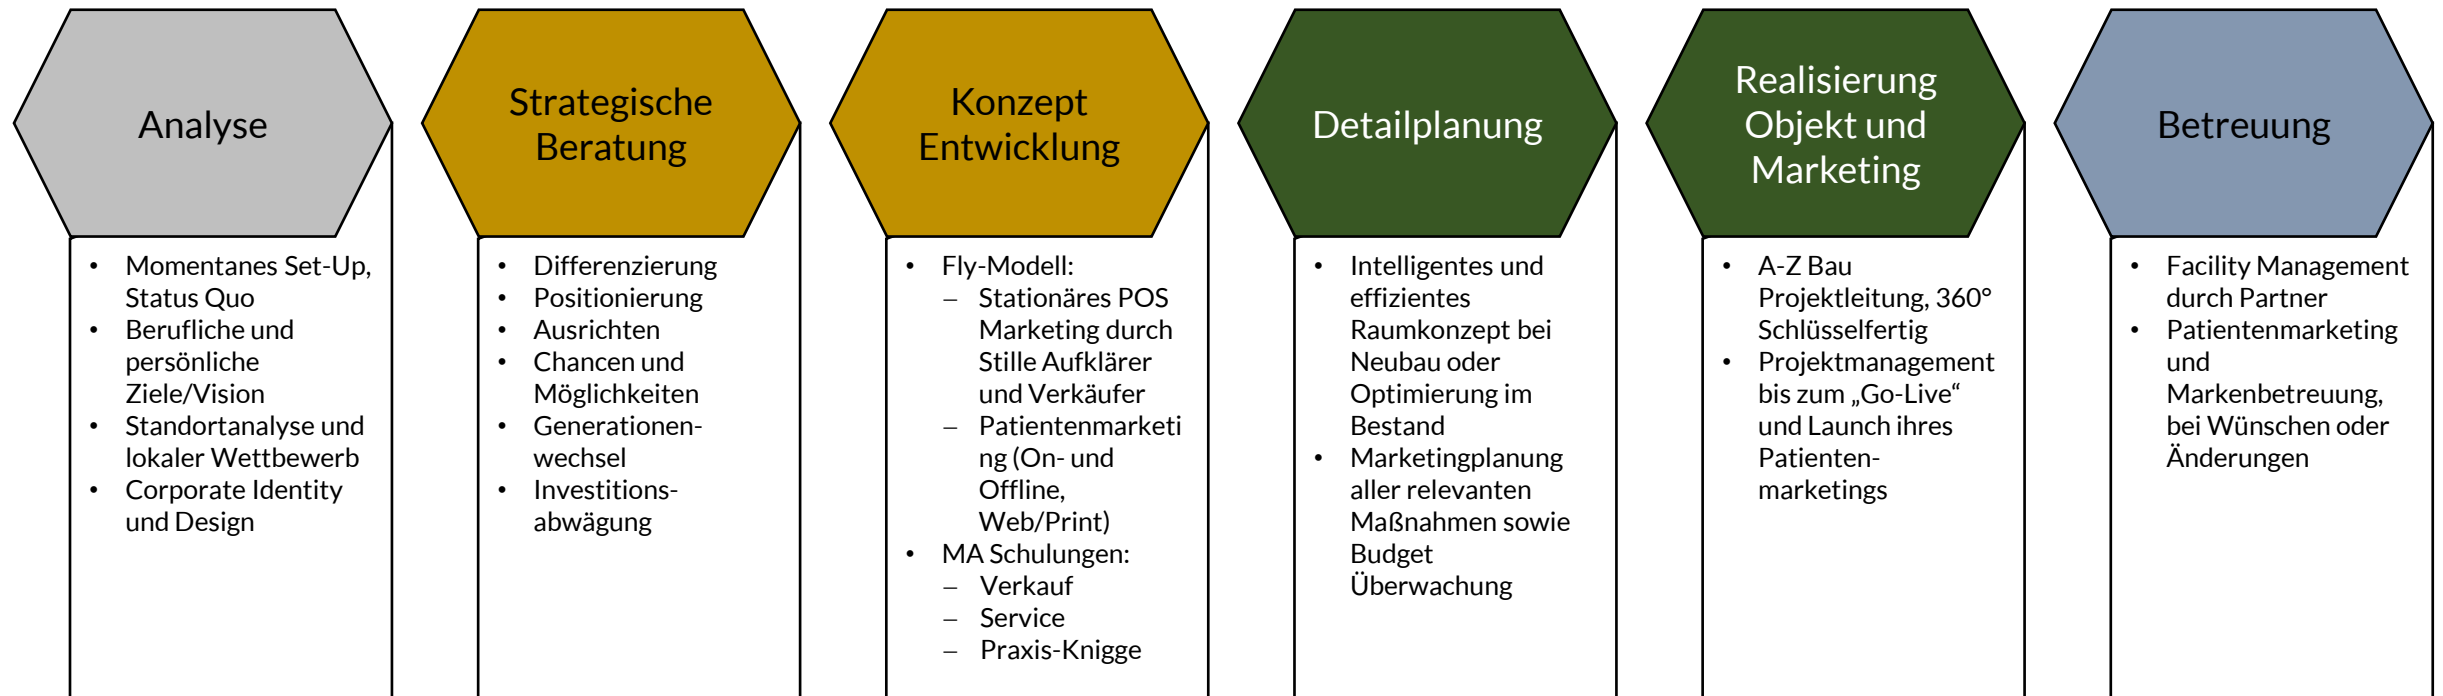 Analyse
• Momentanes Set-Up,
Status Quo
• Berufliche und
persönliche
Ziele/Vision
• Standortanalyse und
lokaler Wettbewerb
• Corporate Identity
und Design
Strategische
Beratung
• Differenzierung
• Positionierung
• Ausrichten
• Chancen und
Möglichkeiten
• Generationen-
wechsel
• Investitions-
abwägung
Konzept
Entwicklung
• Fly-Modell:
– Stationäres POS
Marketing durch
Stille Aufklärer
und Verkäufer
– Patientenmarketi
ng (On- und
Offline,
Web/Print)
• MA Schulungen:
– Verkauf
– Service
– Praxis-Knigge
Detailplanung
• Intelligentes und
effizientes
Raumkonzept bei
Neubau oder
Optimierung im
Bestand
• Marketingplanung
aller relevanten
Maßnahmen sowie
Budget
Überwachung
Realisierung
Objekt und
Marketing
• A-Z Bau
Projektleitung, 360°
Schlüsselfertig
• Projektmanagement
bis zum „Go-Live“
und Launch ihres
Patienten-
marketings
Betreuung
• Facility Management
durch Partner
• Patientenmarketing
und
Markenbetreuung,
bei Wünschen oder
Änderungen